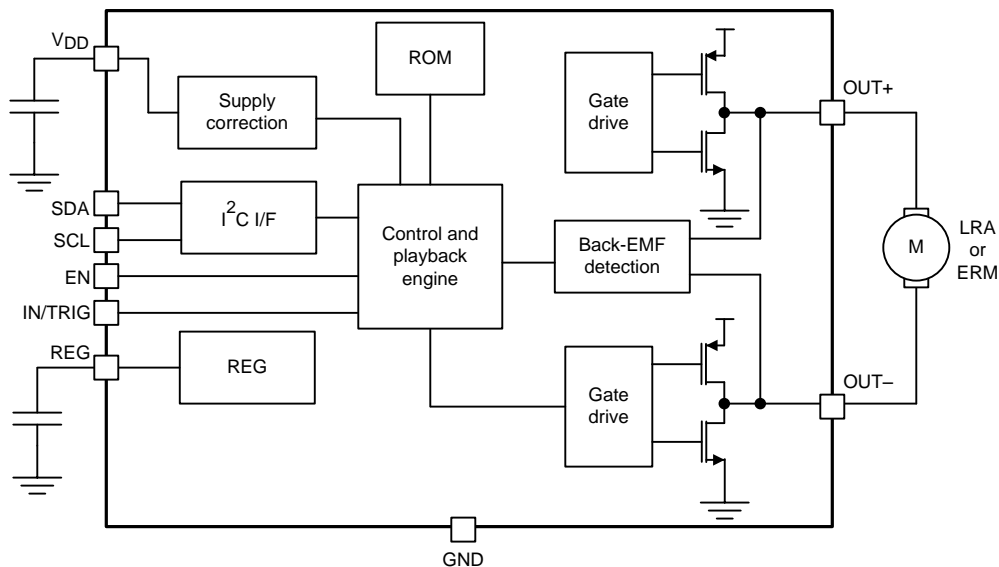 VDD
Supply
correction
ROM
Gate
drive
OUT+
SDA
SCL
I2C I/F
Control and
playback
engine
Back-EMF
detection
M
LRA
or
ERM
EN
IN/TRIG
REG
REG
Gate
drive
OUT–
GND